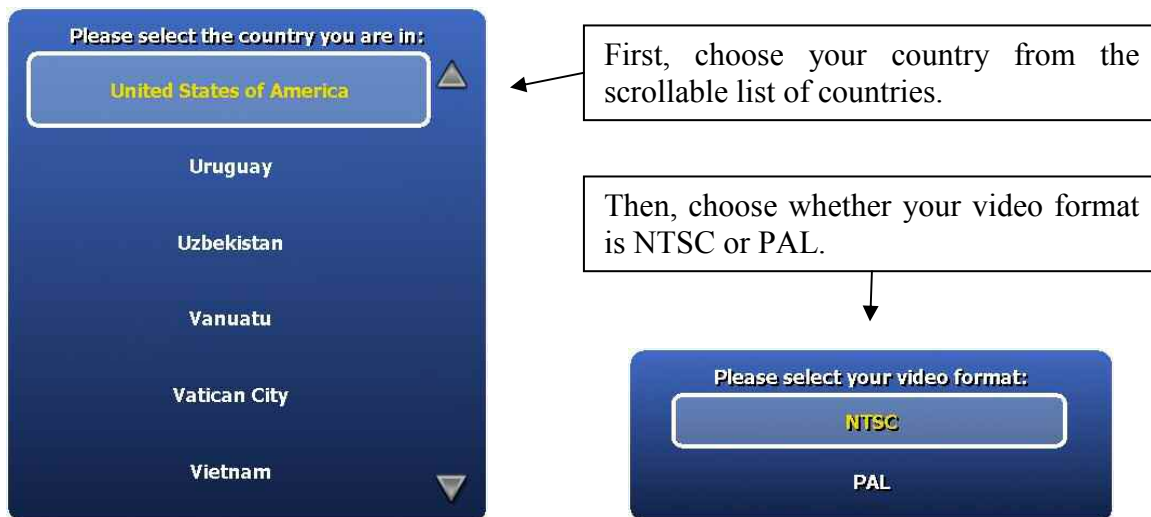 Please select the country you are in:
United States of America
Uruguay
Uzbekistan
Vanuatu
Vatican City
Vietnam
First, choose your country from the
scrollable list of countries.
Then, choose whether your video format
is NTSC or PAL.
Please select your video format:
NTSC
PAL